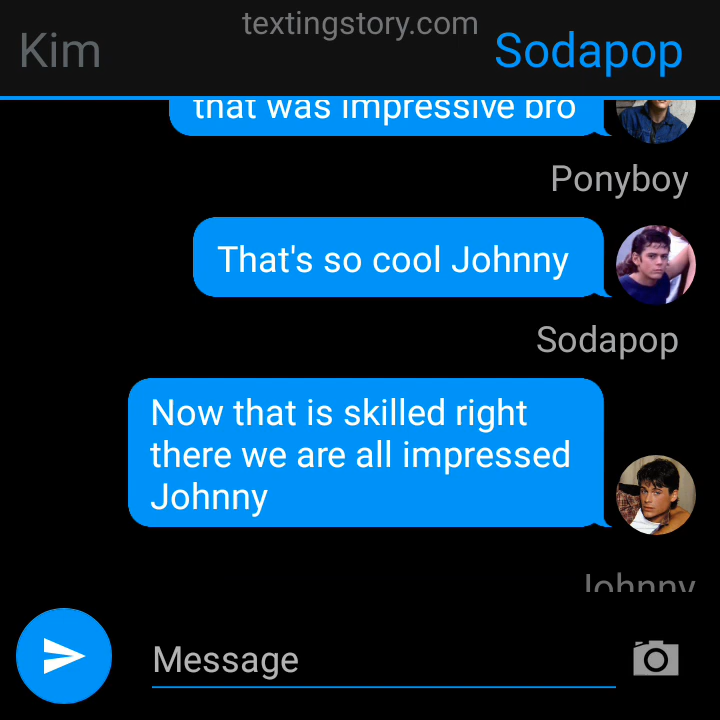 textingstory.com
Kim
Sodapop
that was impressive bro
Ponyboy
That's so cool Johnny
Sodapop
Now that is skilled right
there we are all impressed
Johnny
Johnny
Message